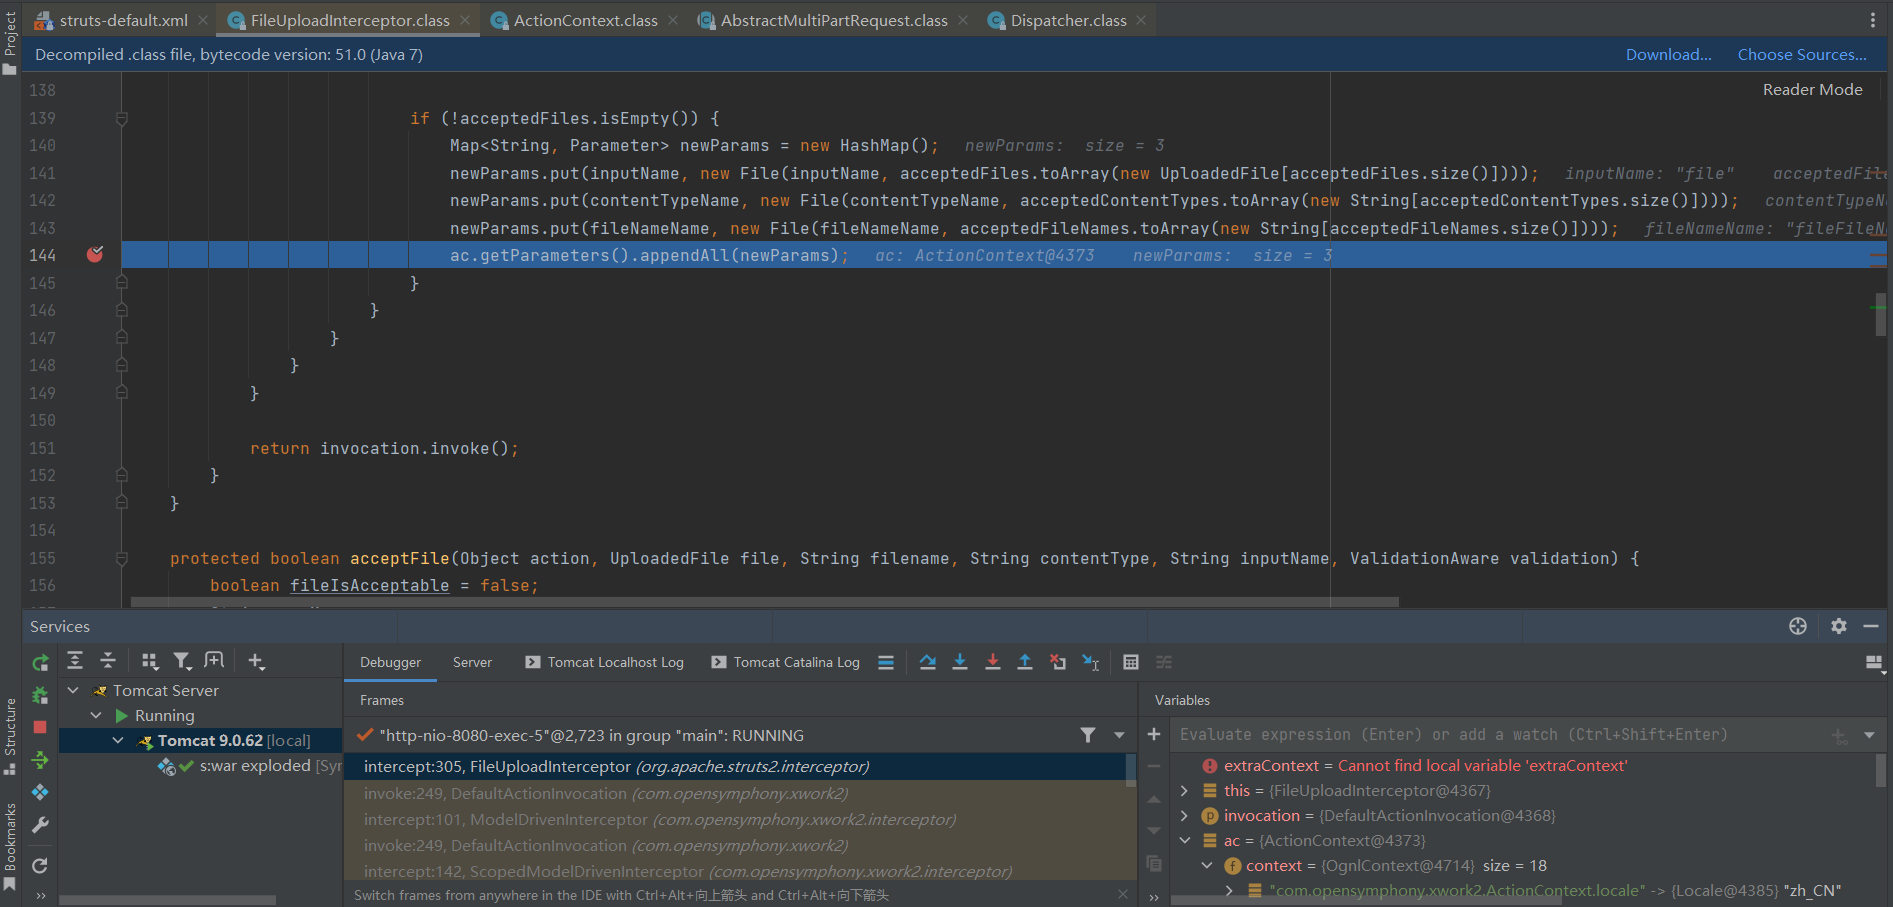 Project
struts-default.xml FileUploadInterceptor.class ActionContext.class AbstractMultiPartRequest.class Dispatcher.class
Decompiled .class file, bytecode version: 51.0 (Java 7) Download... Choose Sources...
Reader Mode
138
139 if (!acceptedFiles.isEmpty()) {
140 Map<String, Parameter> newParams = new HashMap(); newParams: size = 3
141 newParams.put(inputName, new File(inputName, acceptedFiles.toArray(new UploadedFile[acceptedFiles.size()]))); inputName: "file" acceptedFile
142 newParams.put(contentTypeName, new File(contentTypeName, acceptedContentTypes.toArray(new String[acceptedContentTypes.size()]))); contentTypeN
143 newParams.put(fileNameName, new File(fileNameName, acceptedFileNames.toArray(new String[acceptedFileNames.size()]))); fileNameName: "fileFileN
144 ac.getParameters().appendAll(newParams); ac: ActionContext@4373 newParams: size = 3
145 }
146 }
147 }
148 }
149 }
150
151 return invocation.invoke();
152 }
153 }
154
155 protected boolean acceptFile(Object action, UploadedFile file, String filename, String contentType, String inputName, ValidationAware validation) {
156 boolean fileIsAcceptable = false;
Services
Debugger Server Tomcat Localhost Log Tomcat Catalina Log
Tomcat Server
Running
Tomcat 9.0.62 [local]
s:war exploded [Syn
Structure
Bookmarks
Frames
"http-nio-8080-exec-5"@2,723 in group "main": RUNNING
intercept:305, FileUploadInterceptor (org.apache.struts2.interceptor)
invoke:249, DefaultActionInvocation (com.opensymphony.xwork2)
intercept:101, ModelDrivenInterceptor (com.opensymphony.xwork2.interceptor)
invoke:249, DefaultActionInvocation (com.opensymphony.xwork2)
intercept:142, ScopedModelDrivenInterceptor (com.opensymphony.xwork2.interceptor)
Switch frames from anywhere in the IDE with Ctrl+Alt+向上箭头 and Ctrl+Alt+向下箭头
Variables
Evaluate expression (Enter) or add a watch (Ctrl+Shift+Enter)
extraContext = Cannot find local variable 'extraContext'
this = {FileUploadInterceptor@4367}
invocation = {DefaultActionInvocation@4368}
ac = {ActionContext@4373}
context = {OgnlContext@4714} size = 18
"com.opensymphony.xwork2.ActionContext.locale" -> {Locale@4385} "zh_CN"